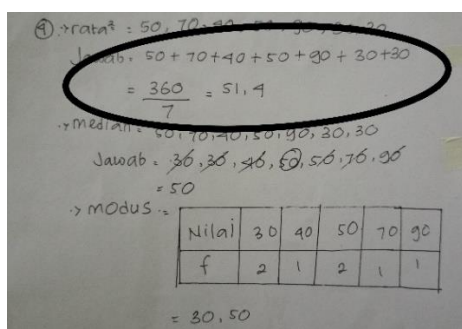 ④ :> rata² : 50, 70, 40, 50, 90, 30, 30
Jawab : 50 + 70 + 40 + 50 + 90 + 30 + 30
= 360/7 = 51,4
:> median : 50, 70, 40, 50, 90, 30, 30
Jawab : 30, 30, 40, 50, 50, 70, 90
= 50
:> modus :
Nilai 30 40 50 70 90
f 2 1 2 1 1
= 30, 50